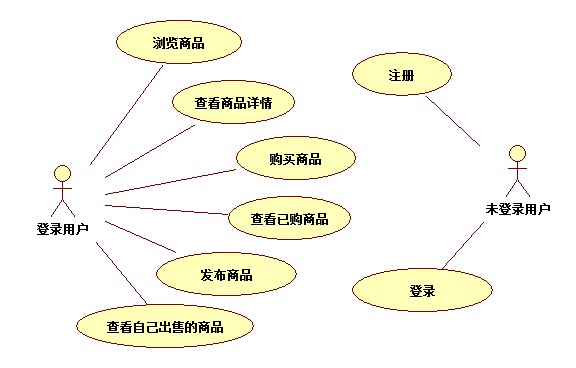 浏览商品
注册
查看商品详情
购买商品
登录用户
未登录用户
查看已购商品
发布商品
登录
查看自己出售的商品